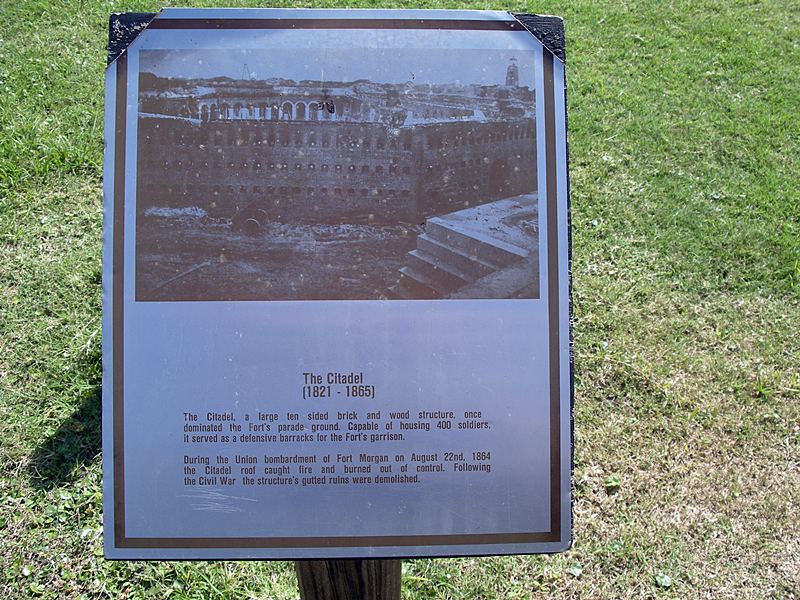 The Citadel
(1821 - 1865)
The Citadel, a large ten sided brick and wood structure, once
dominated the Fort's parade ground. Capable of housing 400 soldiers,
it served as a defensive barracks for the Fort's garrison.
During the Union bombardment of Fort Morgan on August 22nd, 1864
the Citadel roof caught fire and burned out of control. Following
the Civil War the structure's gutted ruins were demolished.